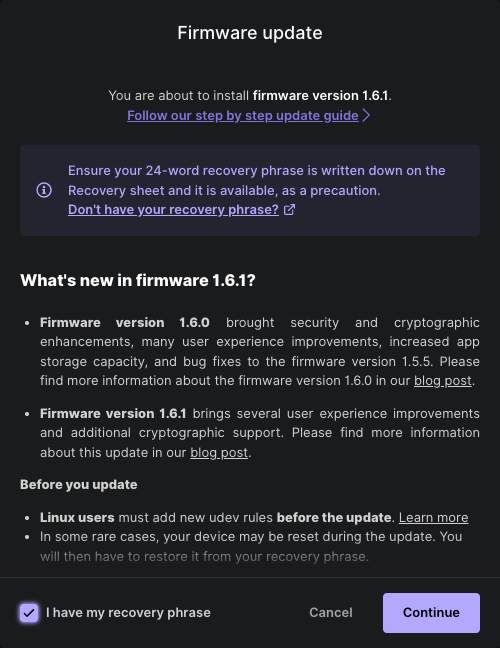 Firmware update
You are about to install firmware version 1.6.1.
Follow our step by step update guide
Ensure your 24-word recovery phrase is written down on the
Recovery sheet and it is available, as a precaution.
Don't have your recovery phrase?
What's new in firmware 1.6.1?
• Firmware version 1.6.0 brought security and cryptographic
enhancements, many user experience improvements, increased app
storage capacity, and bug fixes to the firmware version 1.5.5. Please
find more information about the firmware version 1.6.0 in our blog post.
• Firmware version 1.6.1 brings several user experience improvements
and additional cryptographic support. Please find more information
about this update in our blog post.
Before you update
• Linux users must add new udev rules before the update. Learn more
• In some rare cases, your device may be reset during the update. You
will then have to restore it from your recovery phrase.
I have my recovery phrase
Cancel
Continue